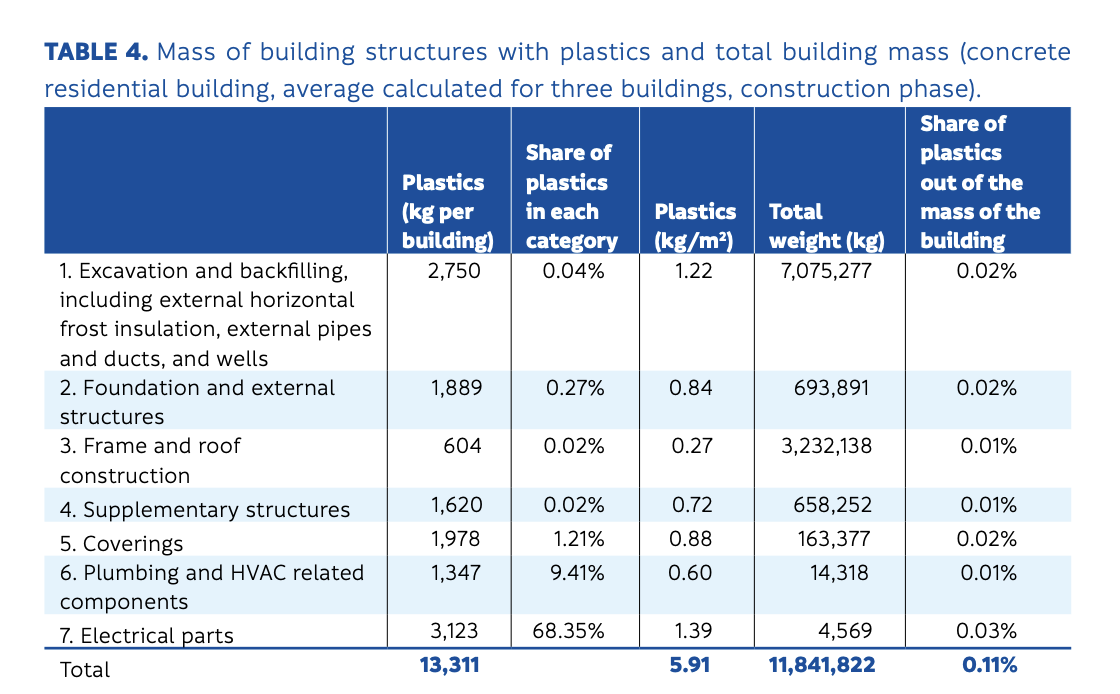 TABLE 4. Mass of building structures with plastics and total building mass (concrete
residential building, average calculated for three buildings, construction phase).
Plastics
(kg per
building)
Share of
plastics
in each
category
Plastics
(kg/m²)
Total
weight (kg)
Share of
plastics
out of the
mass of the
building
1. Excavation and backfilling, 2,750 0.04% 1.22 7,075,277 0.02%
including external horizontal
frost insulation, external pipes
and ducts, and wells
2. Foundation and external 1,889 0.27% 0.84 693,891 0.02%
structures
3. Frame and roof 604 0.02% 0.27 3,232,138 0.01%
construction
4. Supplementary structures 1,620 0.02% 0.72 658,252 0.01%
5. Coverings 1,978 1.21% 0.88 163,377 0.02%
6. Plumbing and HVAC related 1,347 9.41% 0.60 14,318 0.01%
components
7. Electrical parts 3,123 68.35% 1.39 4,569 0.03%
Total 13,311 5.91 11,841,822 0.11%